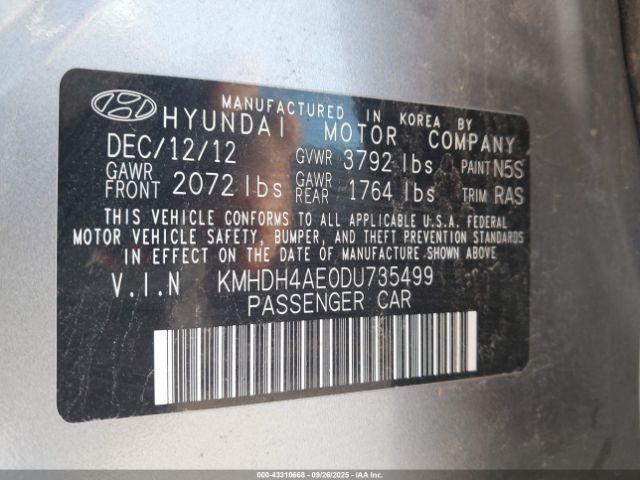 MANUFACTURED IN KOREA BY
HYUNDAI MOTOR COMPANY
DEC/12/12 GVWR 3792 lbs PAINT N5S
GAWR FRONT 2072 lbs GAWR REAR 1764 lbs TRIM RAS
THIS VEHICLE CONFORMS TO ALL APPLICABLE U.S.A. FEDERAL
MOTOR VEHICLE SAFETY, BUMPER, AND THEFT PREVENTION STANDARDS
IN EFFECT ON THE DATE OF MANUFACTURE SHOWN ABOVE
V.I.N KMHDH4AE0DU735499
PASSENGER CAR
000-43310668 - 09/26/2025 - IAAI.com